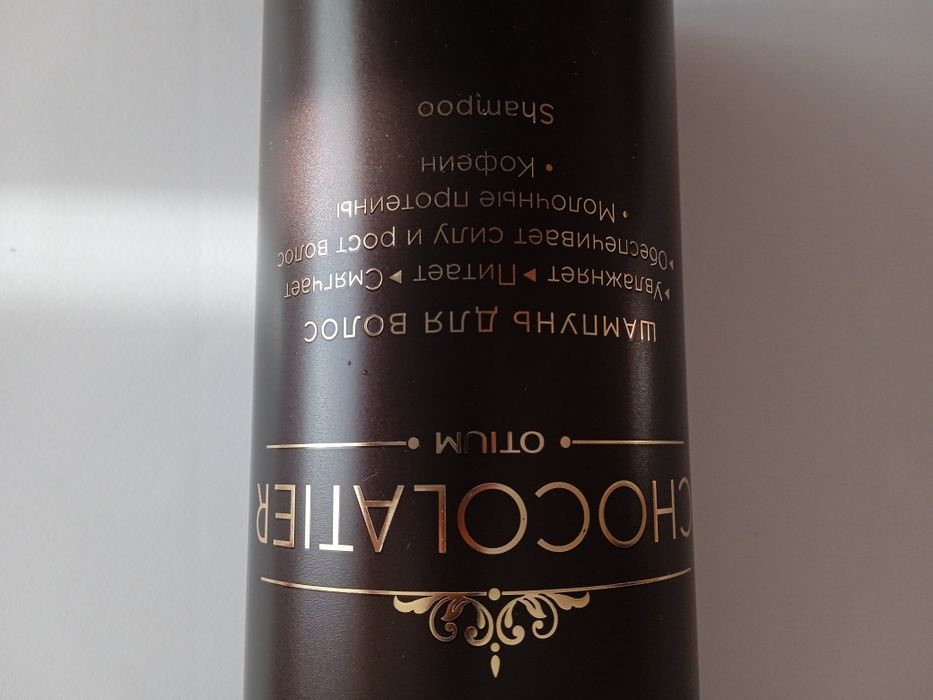 CHOCOLATIER
• OTIUM •
ШАМПУНЬ ДЛЯ ВОЛОС
▸Увлажняет ▸Питает ▸Смягчает
▸Обеспечивает силу и рост волос
• Молочные протеины
• Кофеин
Shampoo